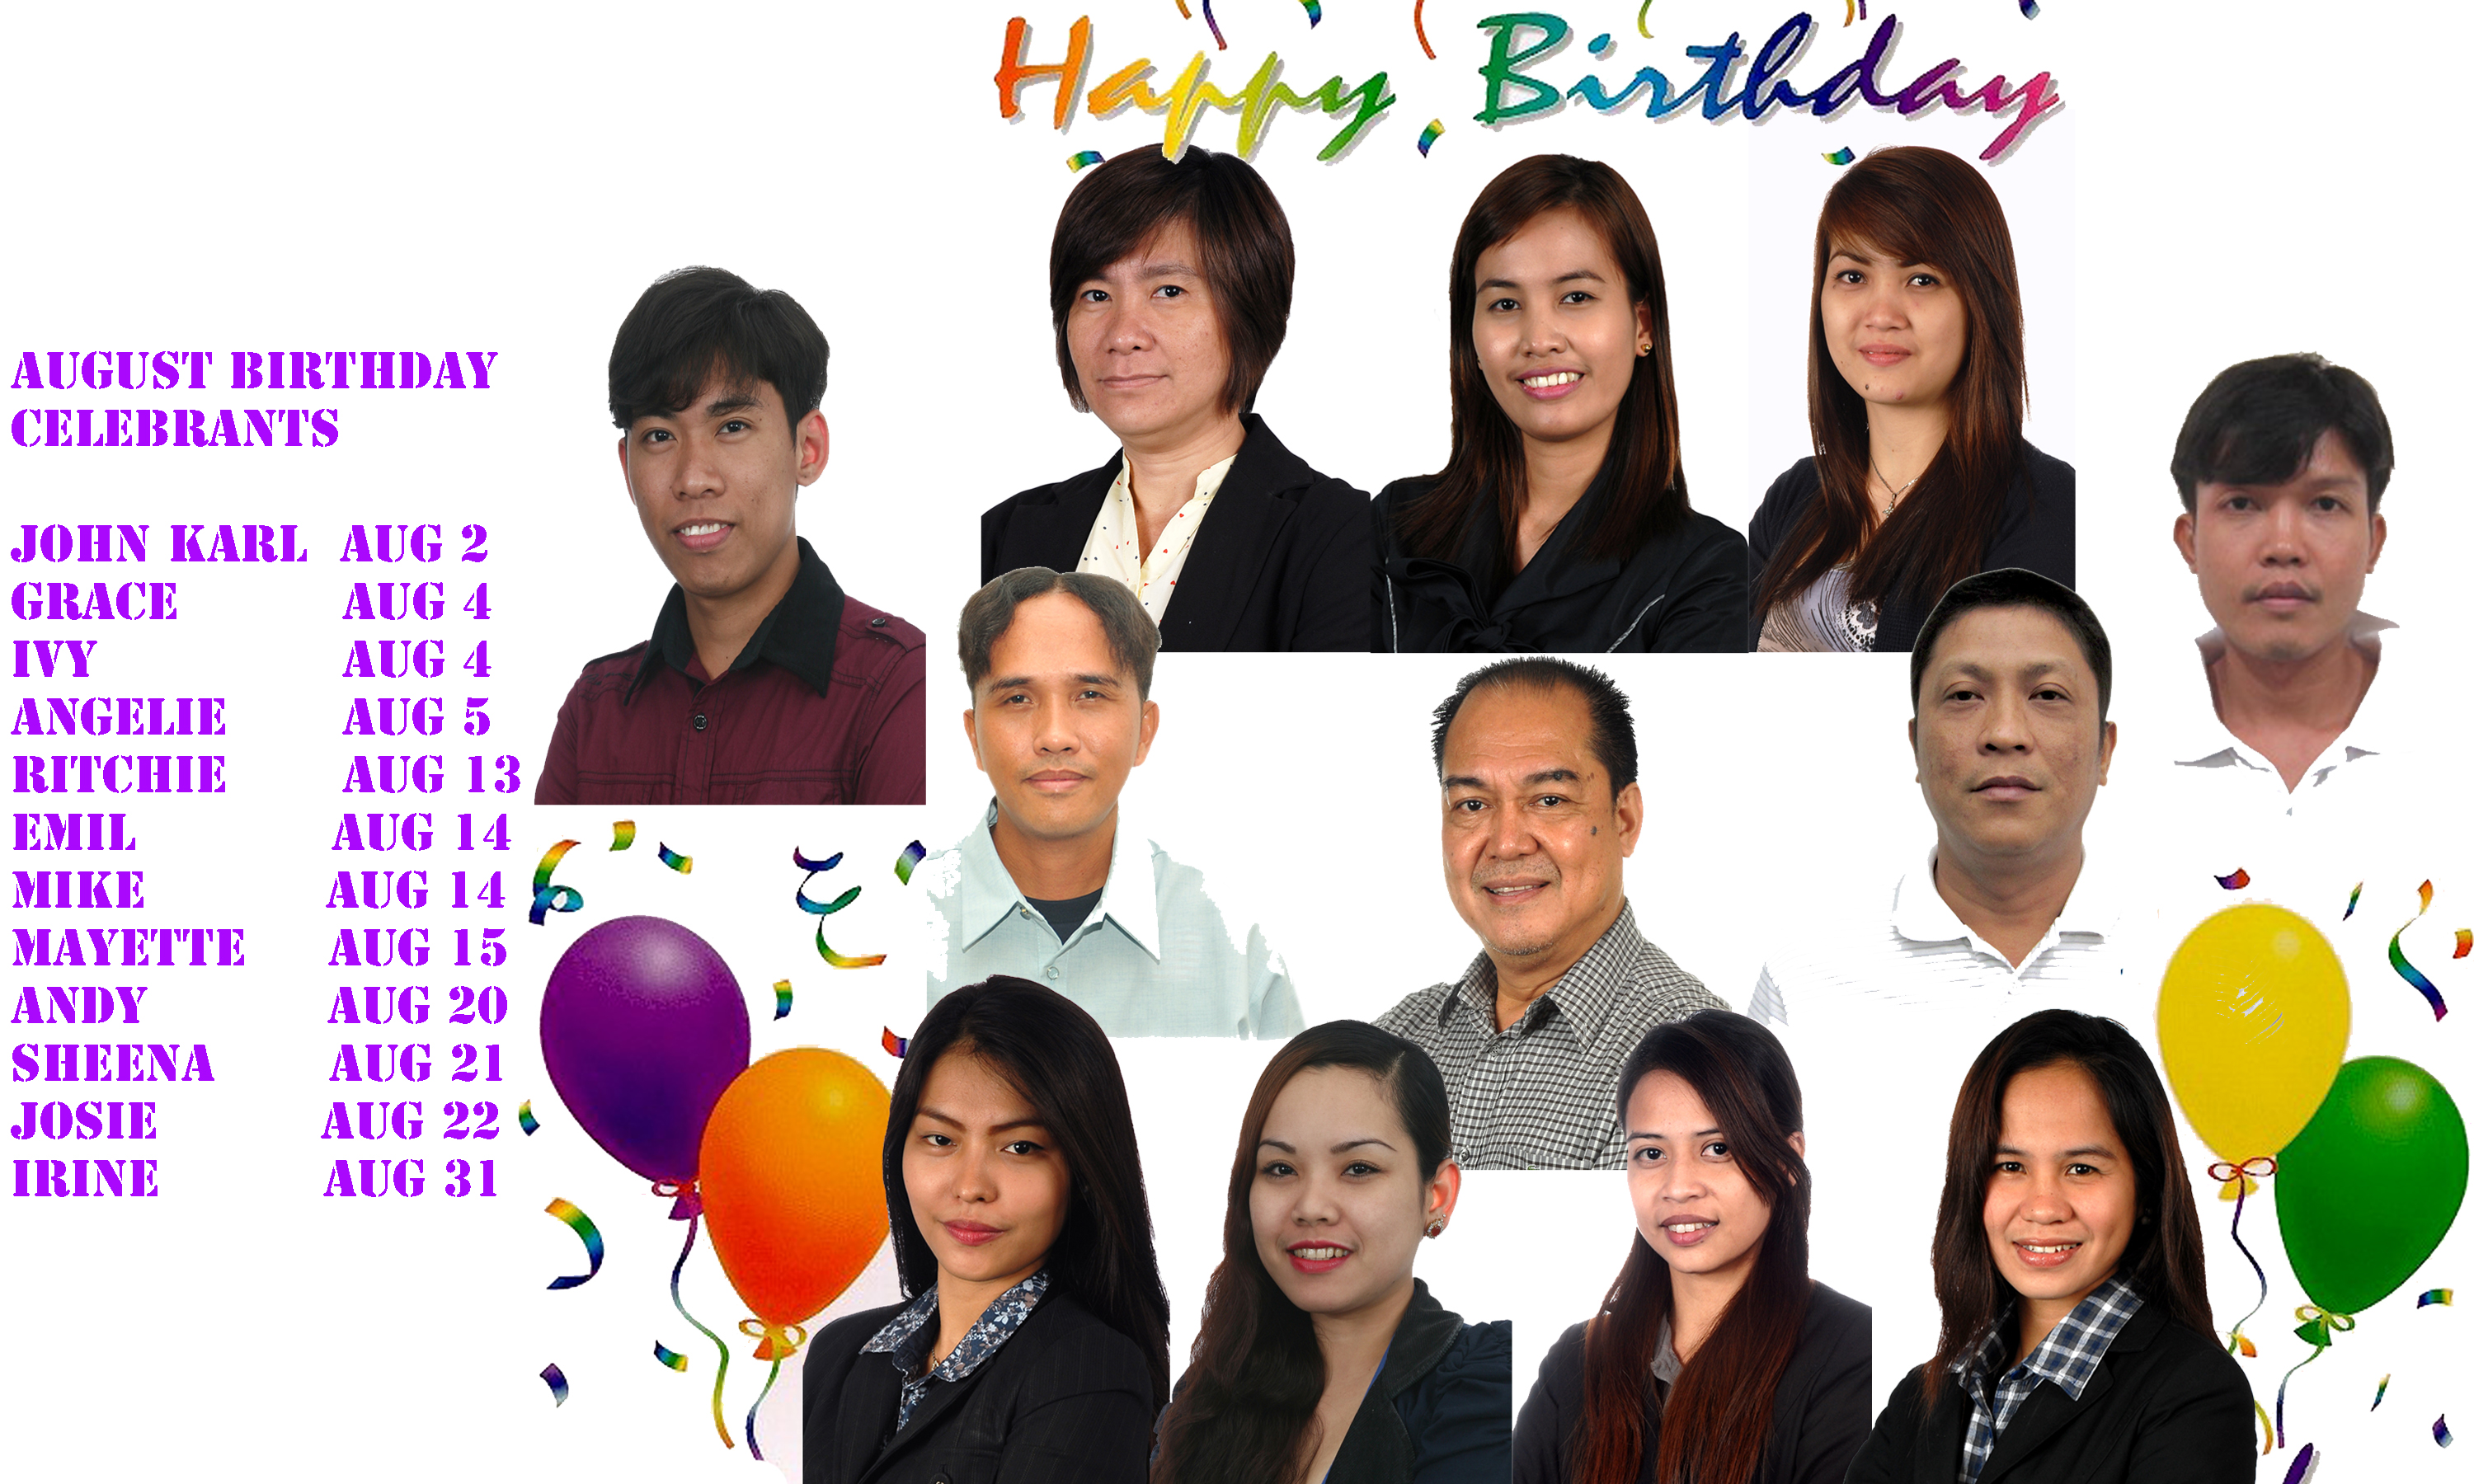 Happy Birthday
AUGUST BIRTHDAY
CELEBRANTS
JOHN KARL AUG 2
GRACE AUG 4
IVY AUG 4
ANGELIE AUG 5
RITCHIE AUG 13
EMIL AUG 14
MIKE AUG 14
MAYETTE AUG 15
ANDY AUG 20
SHEENA AUG 21
JOSIE AUG 22
IRINE AUG 31